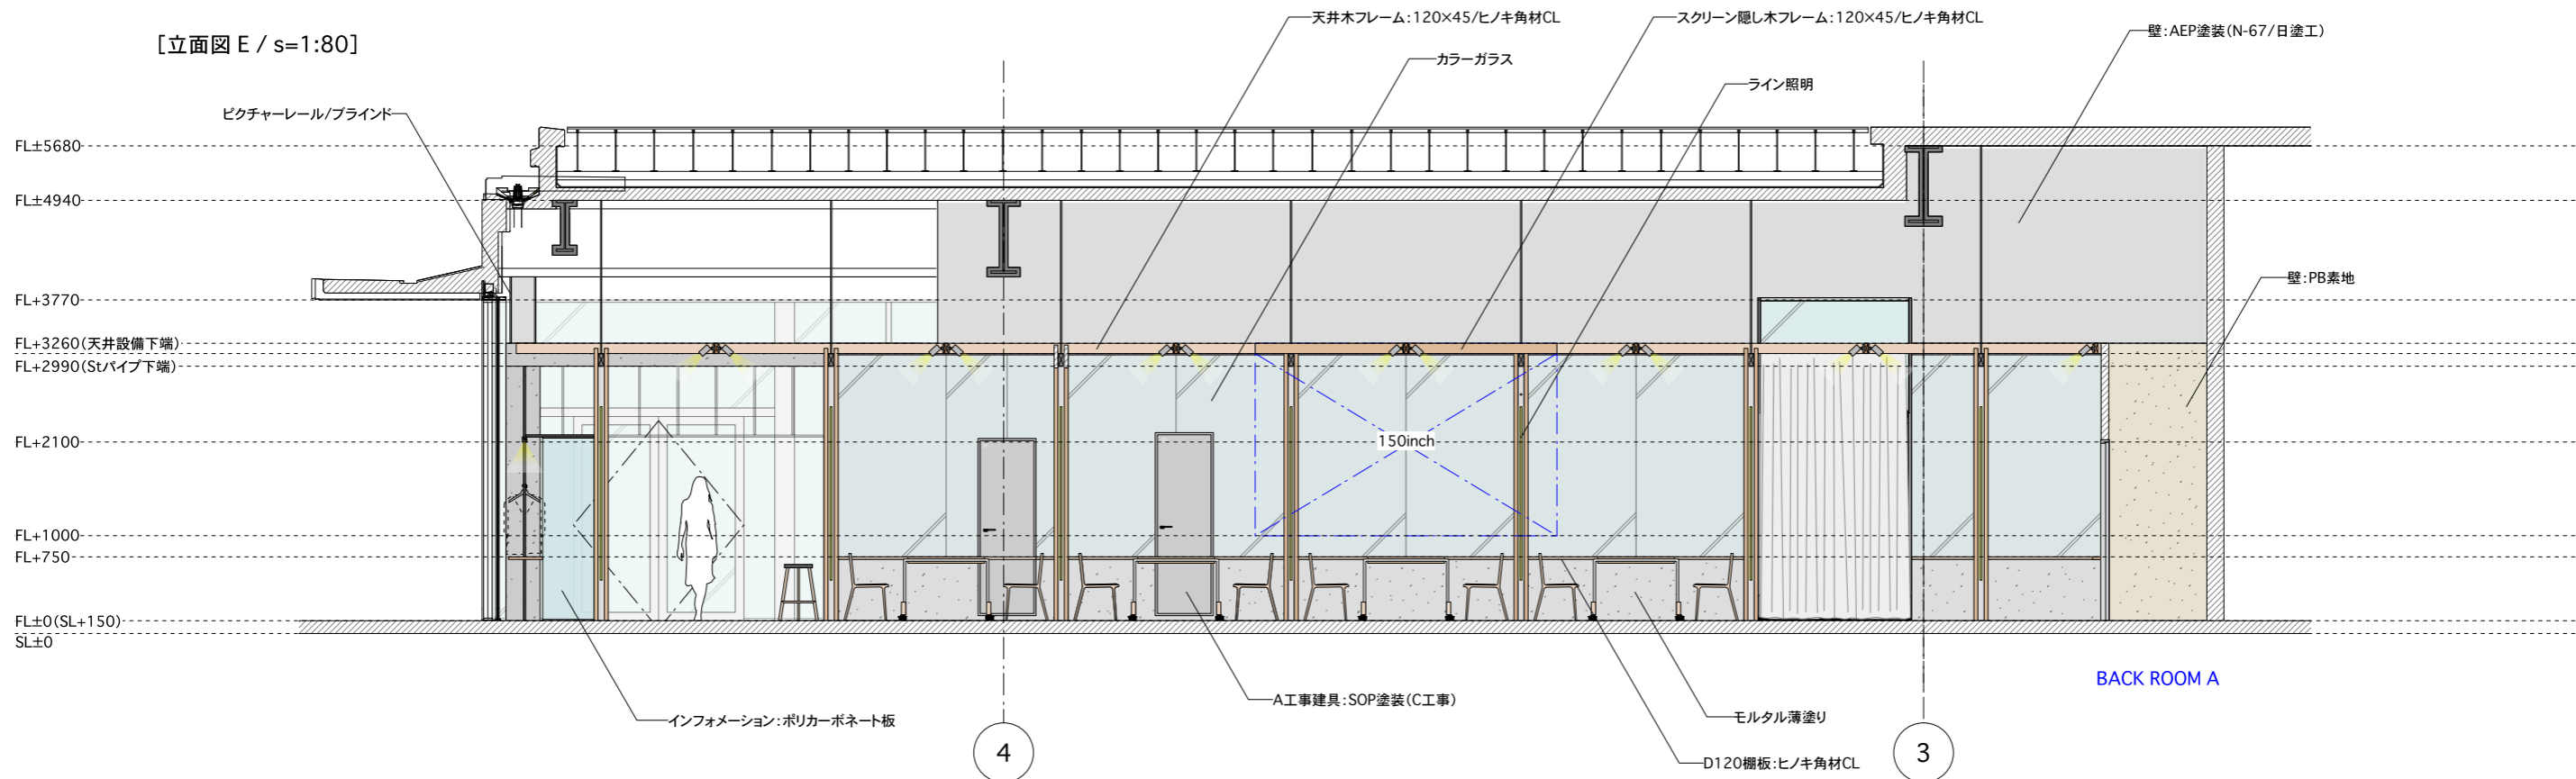 天井木フレーム:120×45/ヒノキ角材CL
スクリーン隠し木フレーム:120×45/ヒノキ角材CL
壁:AEP塗装(N-67/日塗工)
[立面図 E / s=1:80]
カラーガラス
ライン照明
ピクチャーレール/ブラインド
FL±5680
FL±4940
壁:PB素地
FL+3770
FL+3260(天井設備下端)
FL+2990(Stパイプ下端)
FL+2100
150inch
FL+1000
FL+750
FL±0(SL+150)
SL±0
BACK ROOM A
A工事建具:SOP塗装(C工事)
インフォメーション:ポリカーボネート板
モルタル薄塗り
4
3
D120棚板:ヒノキ角材CL